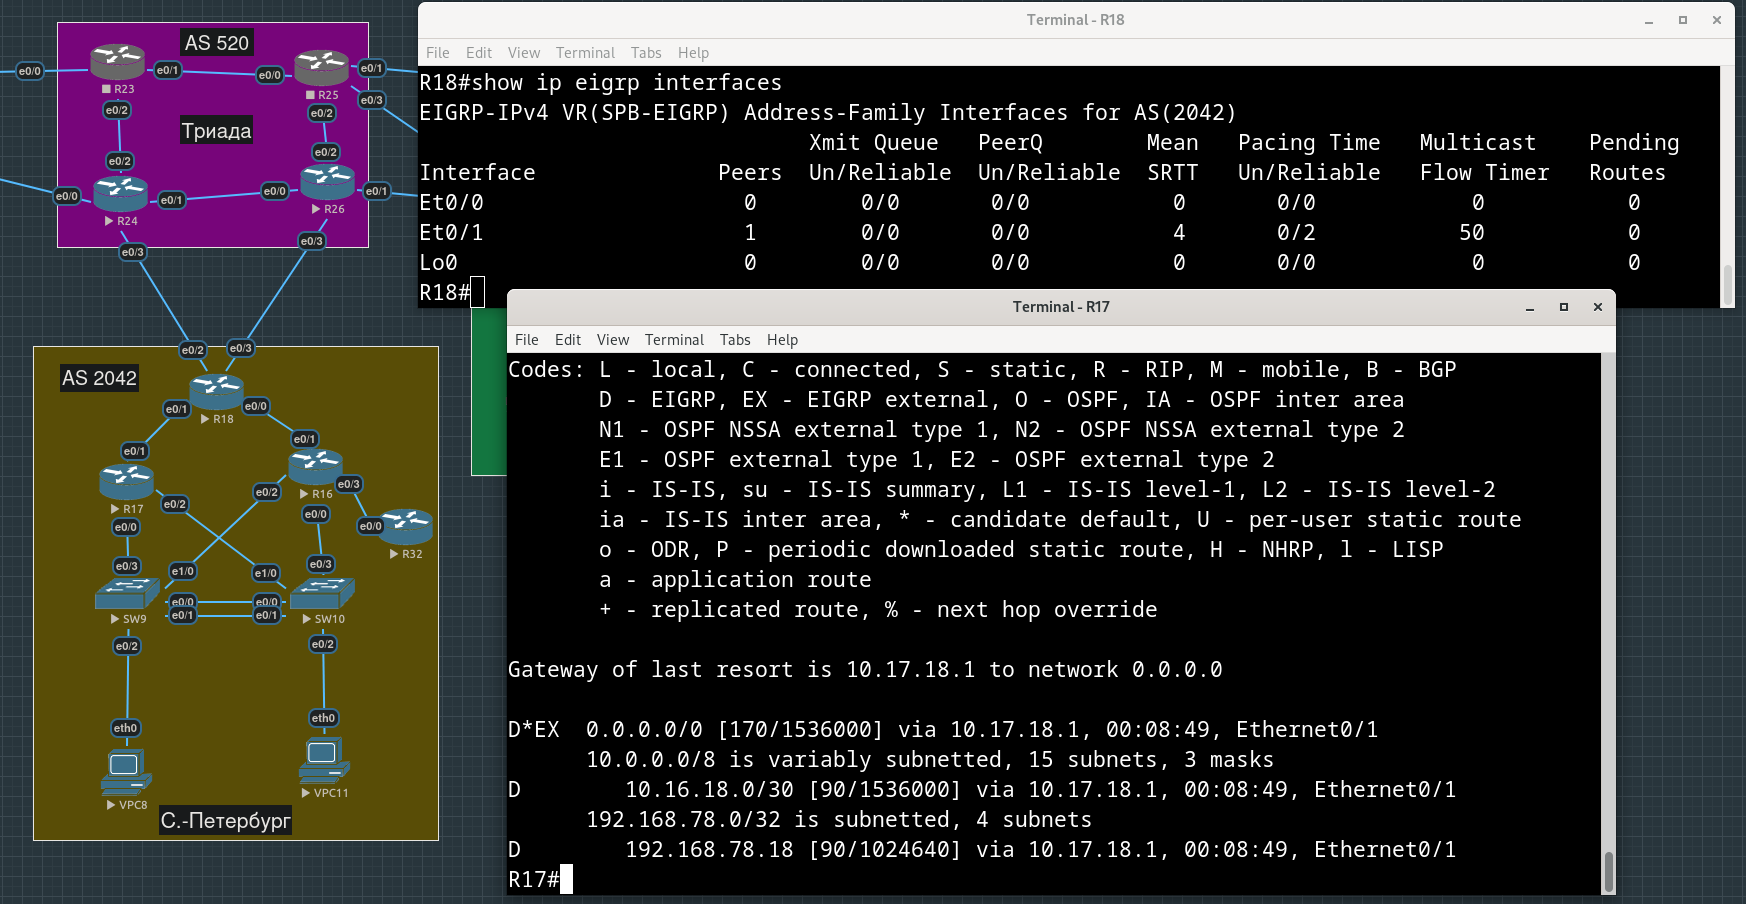 AS 520
e0/0
R23
e0/1
e0/0
R25
e0/1
e0/3
e0/2
e0/2
Триада
e0/2
e0/2
e0/0
R24
e0/1
e0/0
R26
e0/1
e0/3
e0/3
e0/2
e0/3
AS 2042
R18
e0/1
e0/0
e0/1
e0/1
R17
e0/2
e0/0
R16
e0/2
e0/3
e0/0
e0/0
R32
e0/3
e1/0
e1/0
e0/3
SW9
e0/0
e0/0
e0/1
e0/1
SW10
e0/2
e0/2
eth0
eth0
VPC8
VPC11
С.-Петербург
Terminal - R18
File Edit View Terminal Tabs Help
R18#show ip eigrp interfaces
EIGRP-IPv4 VR(SPB-EIGRP) Address-Family Interfaces for AS(2042)
Xmit Queue PeerQ Mean Pacing Time Multicast Pending
Interface Peers Un/Reliable Un/Reliable SRTT Un/Reliable Flow Timer Routes
Et0/0 0 0/0 0/0 0 0/0 0 0
Et0/1 1 0/0 0/0 4 0/2 50 0
Lo0 0 0/0 0/0 0 0/0 0 0
R18#
Terminal - R17
File Edit View Terminal Tabs Help
Codes: L - local, C - connected, S - static, R - RIP, M - mobile, B - BGP
D - EIGRP, EX - EIGRP external, O - OSPF, IA - OSPF inter area
N1 - OSPF NSSA external type 1, N2 - OSPF NSSA external type 2
E1 - OSPF external type 1, E2 - OSPF external type 2
i - IS-IS, su - IS-IS summary, L1 - IS-IS level-1, L2 - IS-IS level-2
ia - IS-IS inter area, * - candidate default, U - per-user static route
o - ODR, P - periodic downloaded static route, H - NHRP, l - LISP
a - application route
+ - replicated route, % - next hop override
Gateway of last resort is 10.17.18.1 to network 0.0.0.0
D*EX 0.0.0.0/0 [170/1536000] via 10.17.18.1, 00:08:49, Ethernet0/1
10.0.0.0/8 is variably subnetted, 15 subnets, 3 masks
D 10.16.18.0/30 [90/1536000] via 10.17.18.1, 00:08:49, Ethernet0/1
192.168.78.0/32 is subnetted, 4 subnets
D 192.168.78.18 [90/1024640] via 10.17.18.1, 00:08:49, Ethernet0/1
R17#